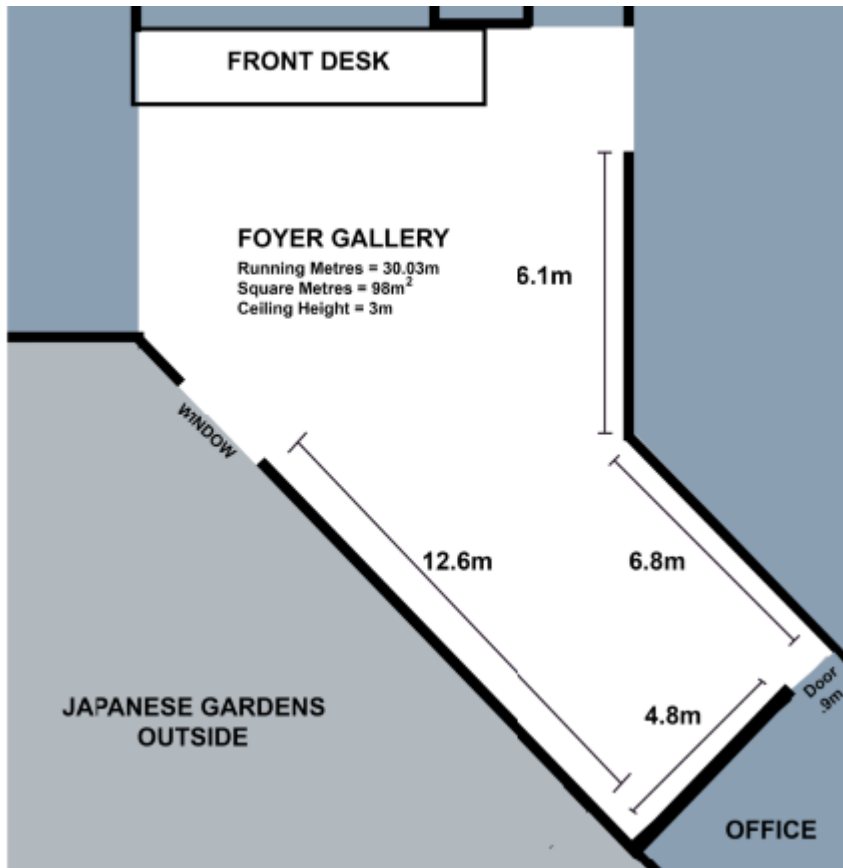 FRONT DESK
FOYER GALLERY
Running Metres = 30.03m
Square Metres = 98m²
Ceiling Height = 3m
6.1m
WINDOW
12.6m
6.8m
Door
.9m
4.8m
JAPANESE GARDENS
OUTSIDE
OFFICE